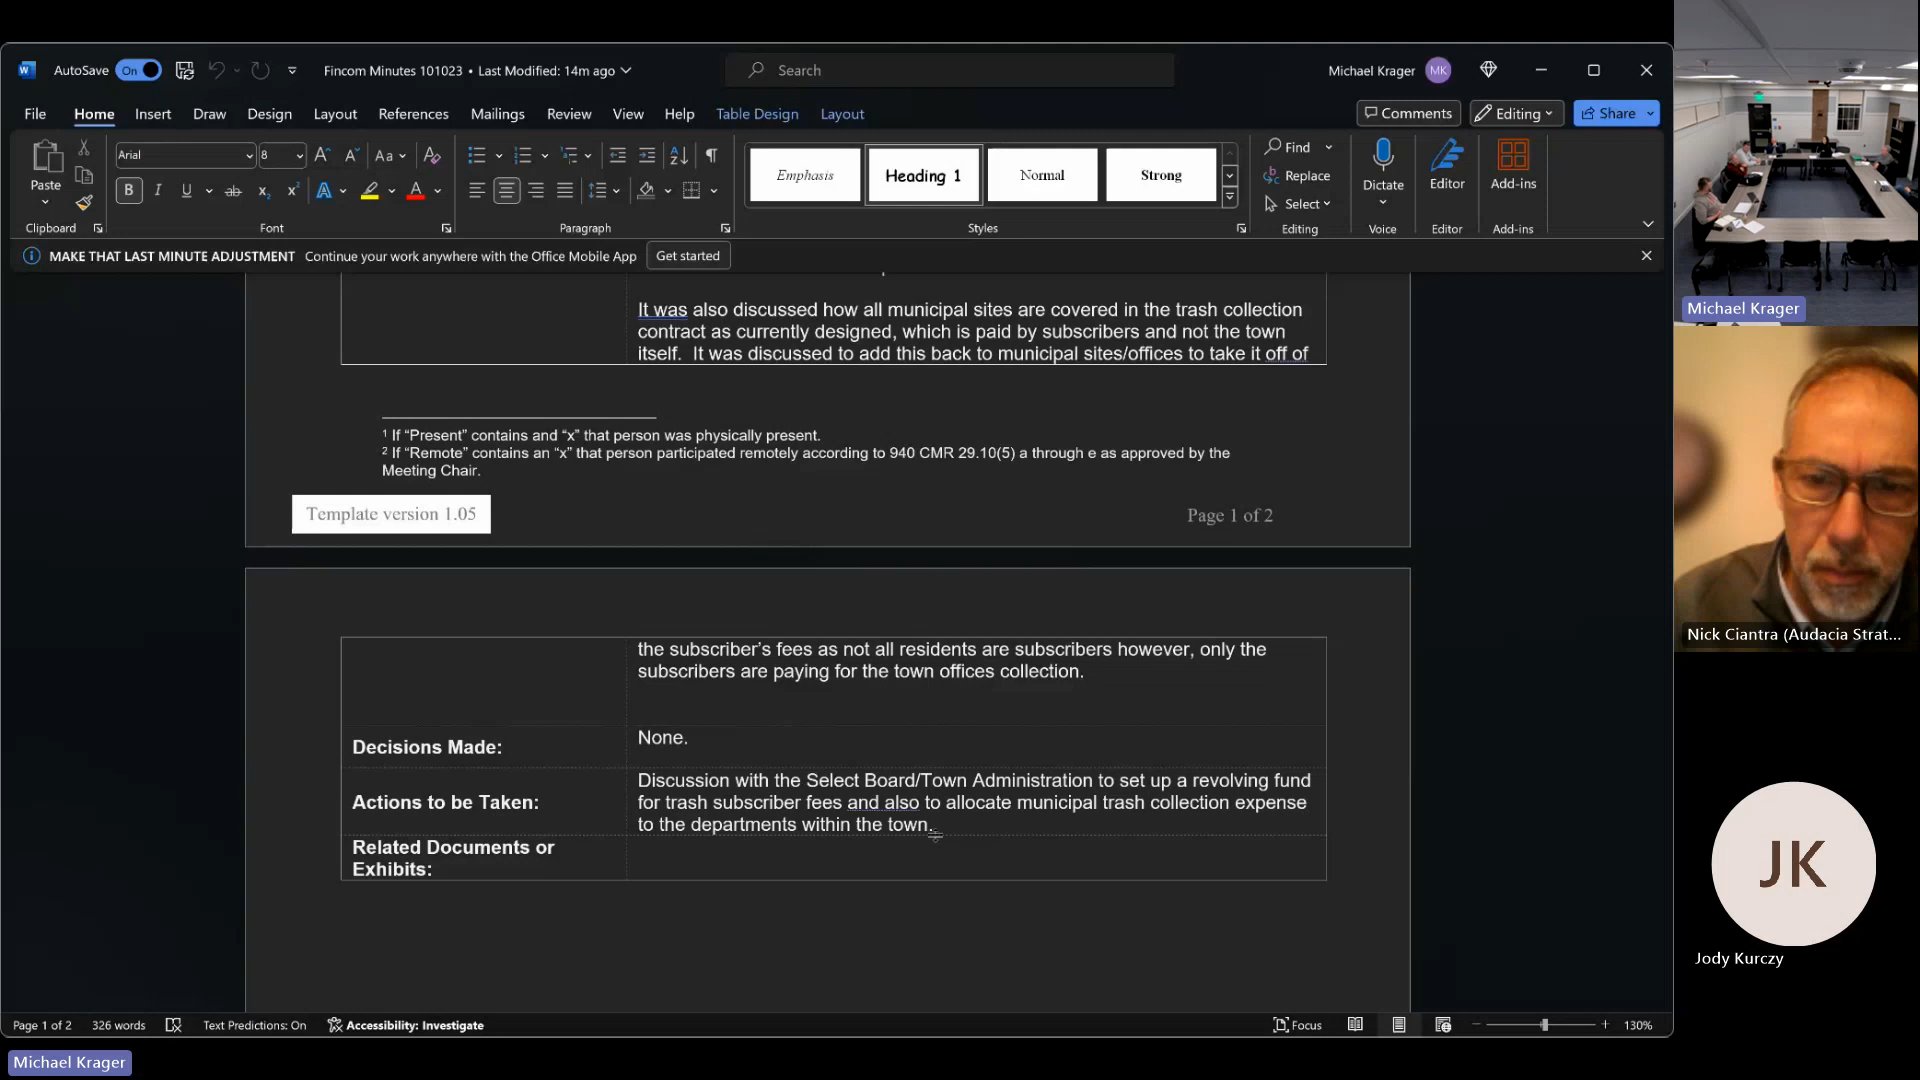 AutoSave On Fincom Minutes 101023 • Last Modified: 14m ago Search Michael Krager MK
File Home Insert Draw Design Layout References Mailings Review View Help Table Design Layout Comments Editing Share
Paste
Arial 8
Emphasis Heading 1 Normal Strong
Find
Replace
Select
Dictate Editor Add-ins
Clipboard Font Paragraph Styles Editing Voice Editor Add-ins
MAKE THAT LAST MINUTE ADJUSTMENT Continue your work anywhere with the Office Mobile App Get started
It was also discussed how all municipal sites are covered in the trash collection
contract as currently designed, which is paid by subscribers and not the town
itself. It was discussed to add this back to municipal sites/offices to take it off of
1 If “Present” contains and “x” that person was physically present.
2 If “Remote” contains an “x” that person participated remotely according to 940 CMR 29.10(5) a through e as approved by the
Meeting Chair.
Template version 1.05 Page 1 of 2
the subscriber’s fees as not all residents are subscribers however, only the
subscribers are paying for the town offices collection.
Decisions Made: None.
Actions to be Taken:
Discussion with the Select Board/Town Administration to set up a revolving fund
for trash subscriber fees and also to allocate municipal trash collection expense
to the departments within the town.
Related Documents or
Exhibits:
Page 1 of 2 326 words Text Predictions: On Accessibility: Investigate Focus 130%
Michael Krager
Michael Krager
Nick Ciantra (Audacia Strat...
JK
Jody Kurczy